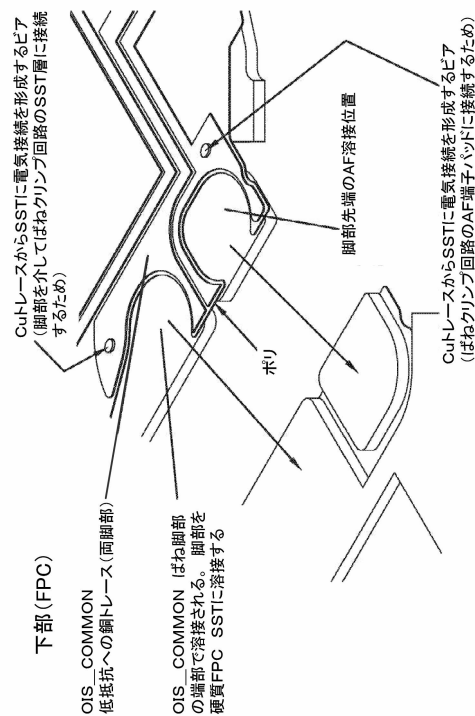 下部(FPC)
OIS__COMMON
低抵抗への銅トレース(両脚部)
OIS__COMMON ばね脚部
の端部で溶接される。脚部を
硬質FPC SSTに溶接する
CuトレースからSSTに電気接続を形成するビア
(脚部を介してばねクリンプ回路のSST層に接続
するため)
ポリ
脚部先端のAF溶接位置
CuトレースからSSTに電気接続を形成するビア
(ばねクリンプ回路のAF端子パッドに接続するため)